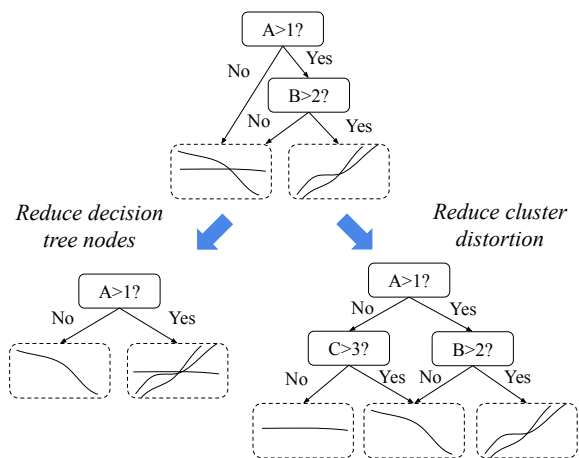 A>1?
No
Yes
B>2?
No
Yes
Reduce decision
tree nodes
Reduce cluster
distortion
A>1?
No
Yes
A>1?
No
Yes
C>3?
B>2?
No
Yes
No
Yes